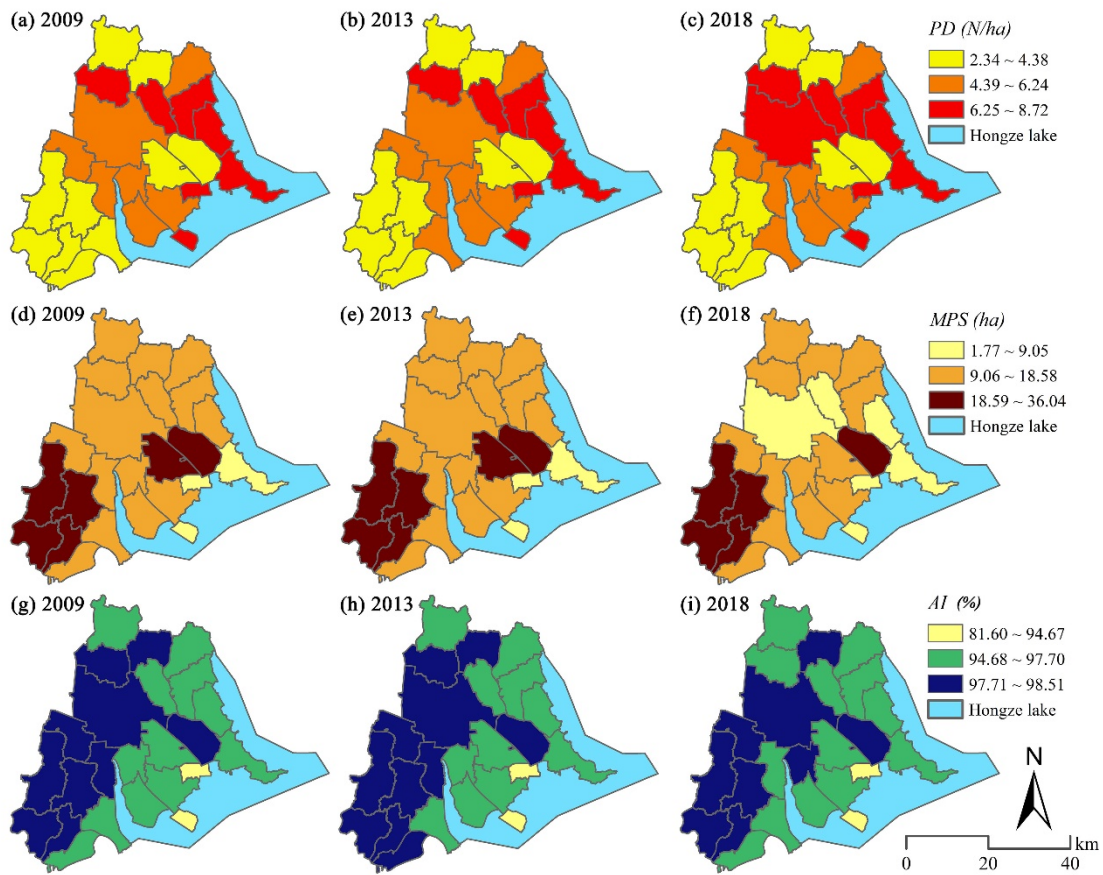 (a) 2009
(b) 2013
(c) 2018
PD (N/ha)
2.34 ~ 4.38
4.39 ~ 6.24
6.25 ~ 8.72
Hongze lake
(d) 2009
(e) 2013
(f) 2018
MPS (ha)
1.77 ~ 9.05
9.06 ~ 18.58
18.59 ~ 36.04
Hongze lake
(g) 2009
(h) 2013
(i) 2018
AI (%)
81.60 ~ 94.67
94.68 ~ 97.70
97.71 ~ 98.51
Hongze lake
N
km
0 20 40